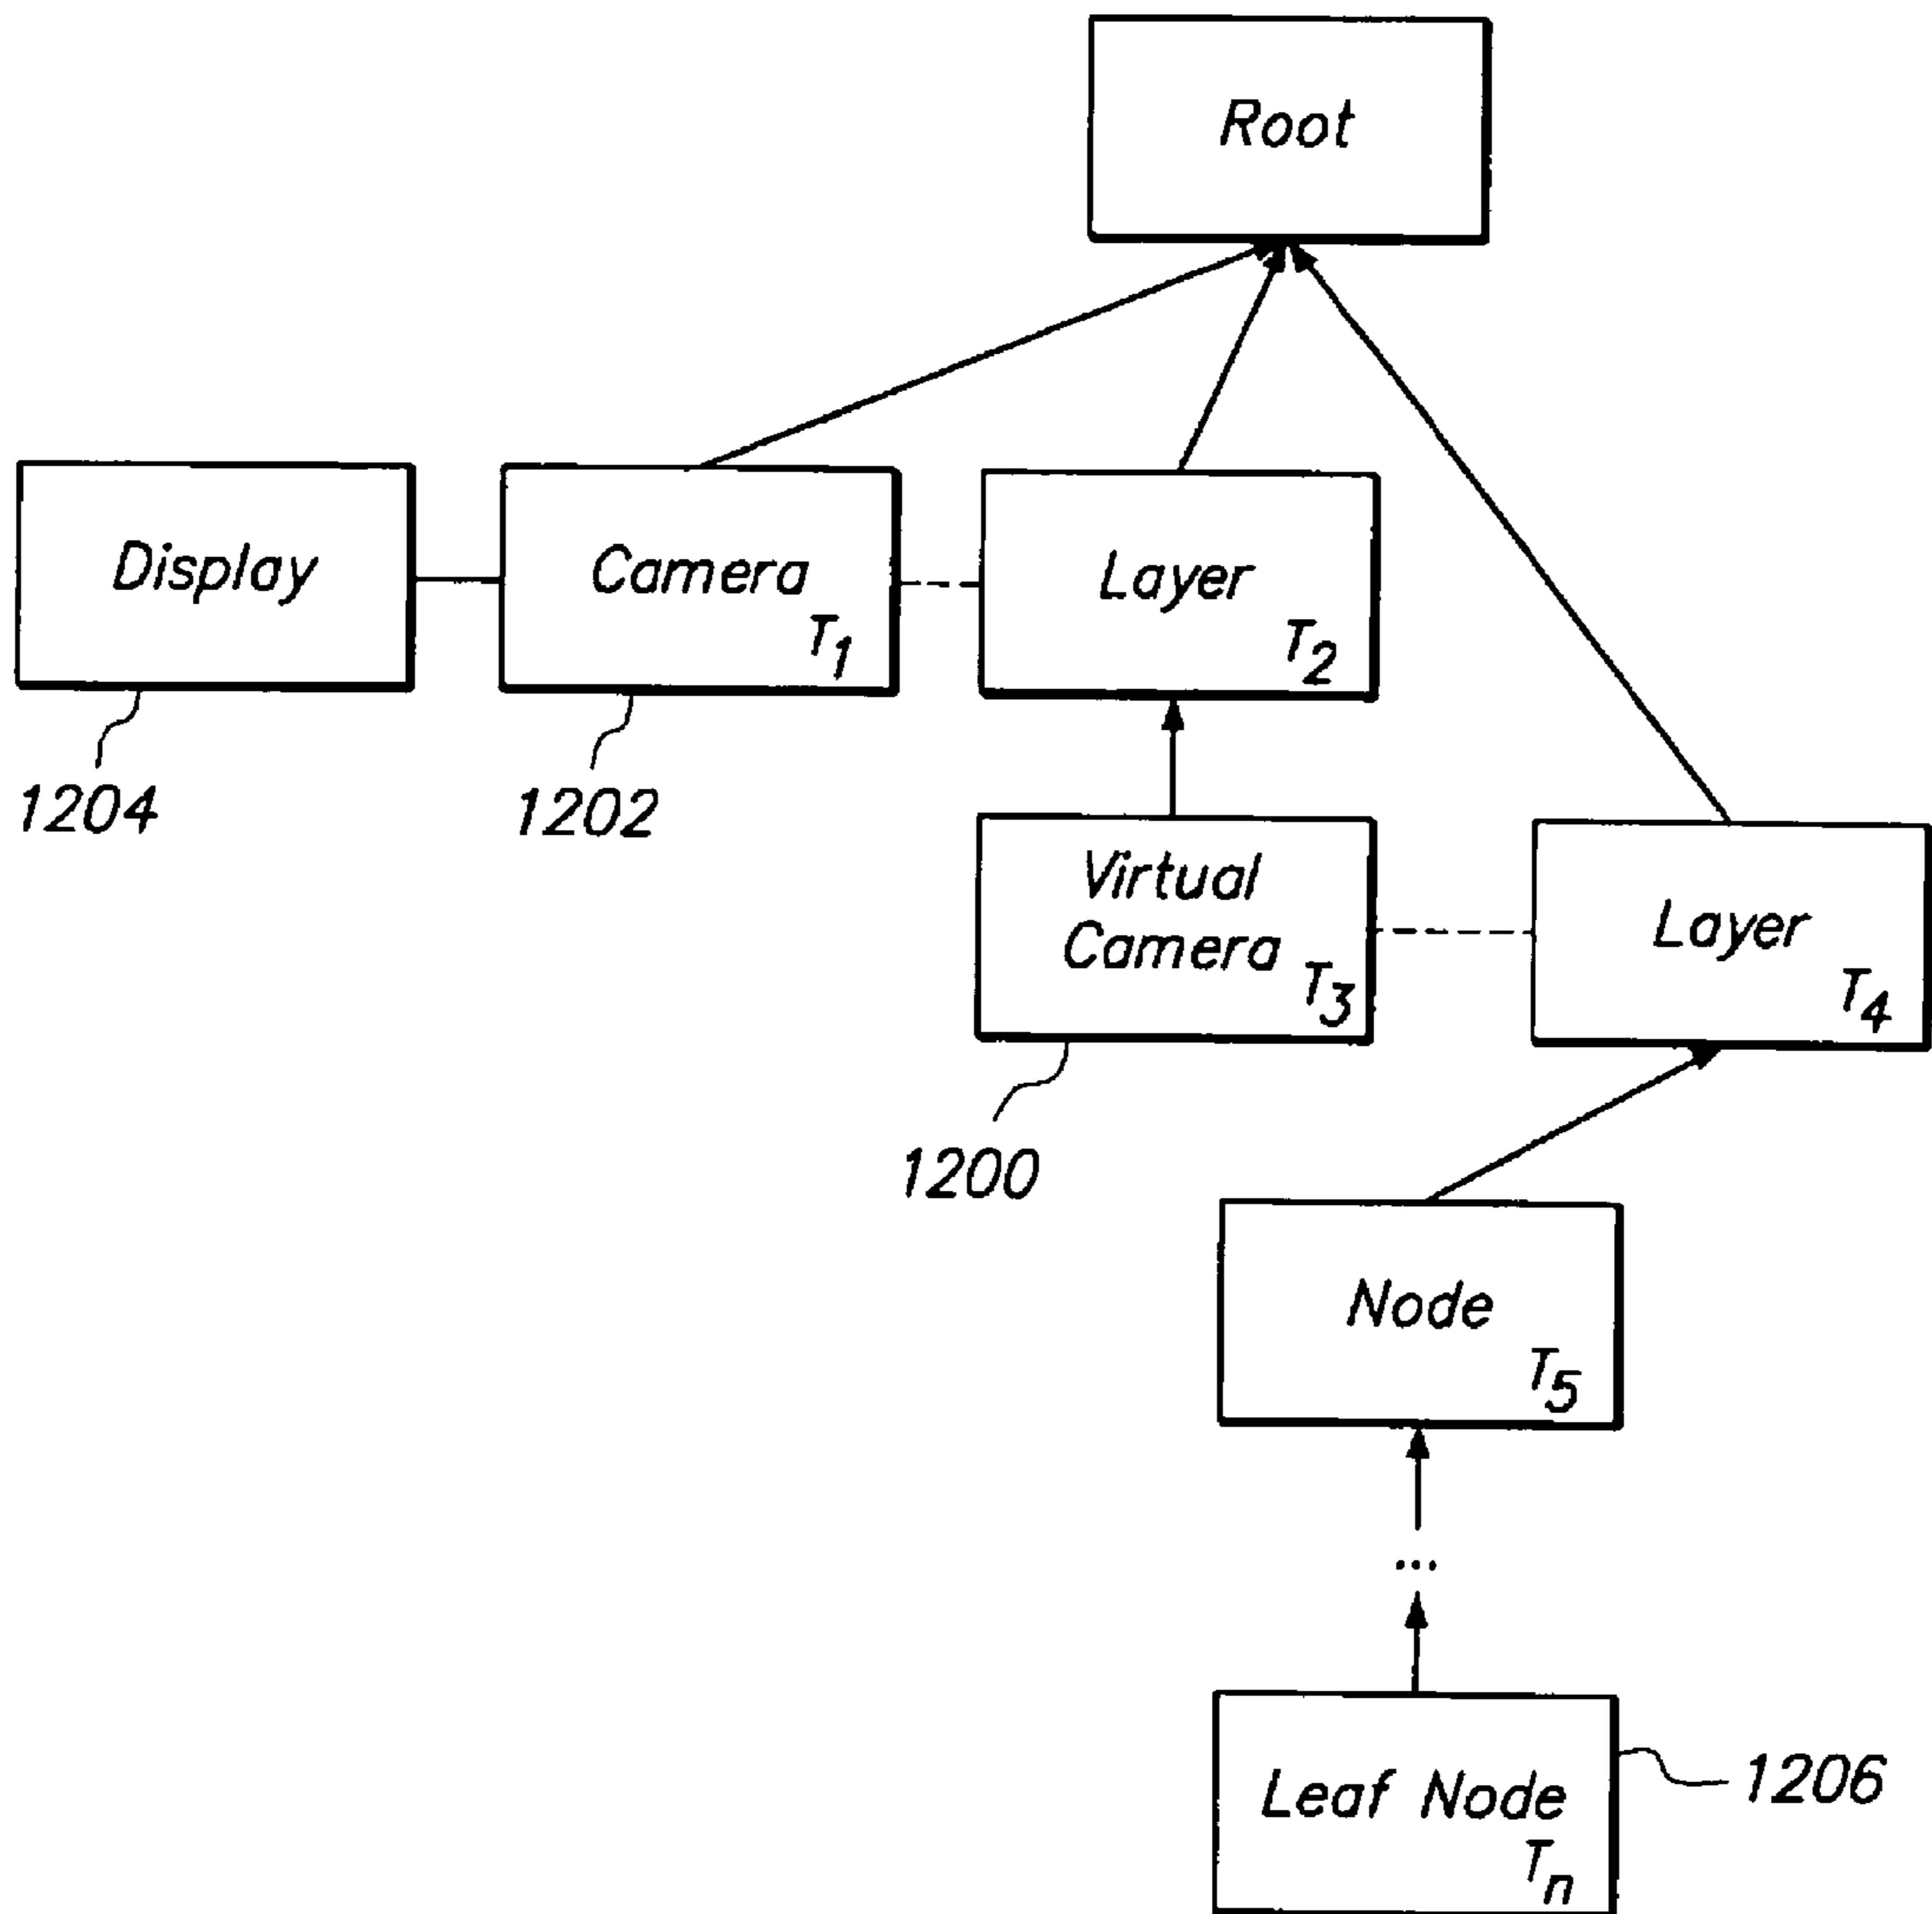 Root
Display
Camera
T1
Layer
T2
1204
1202
Virtual
Camera
T3
Layer
T4
1200
Node
T5
...
Leaf Node
Tn
1206